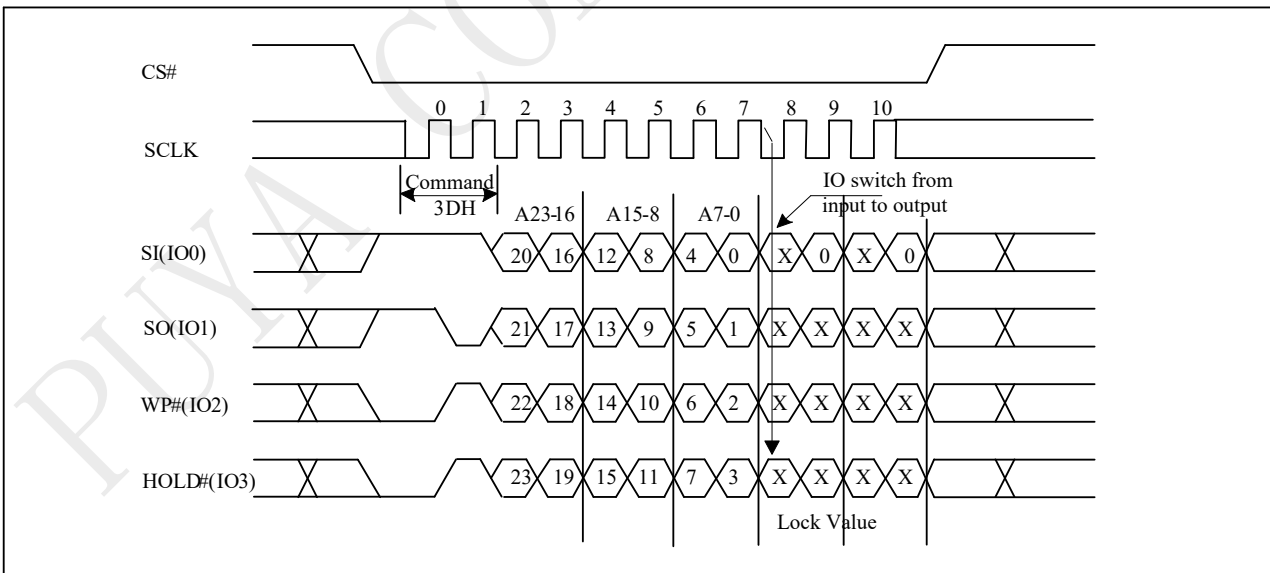 PUYA CON
CS#
0 1 2 3 4 5 6 7 8 9 10
SCLK
Command
3DH
IO switch from
input to output
A23-16 A15-8 A7-0
SI(IO0) 20 16 12 8 4 0 X 0 X 0
SO(IO1) 21 17 13 9 5 1 X X X X
WP#(IO2) 22 18 14 10 6 2 X X X X
HOLD#(IO3) 23 19 15 11 7 3 X X X X
Lock Value